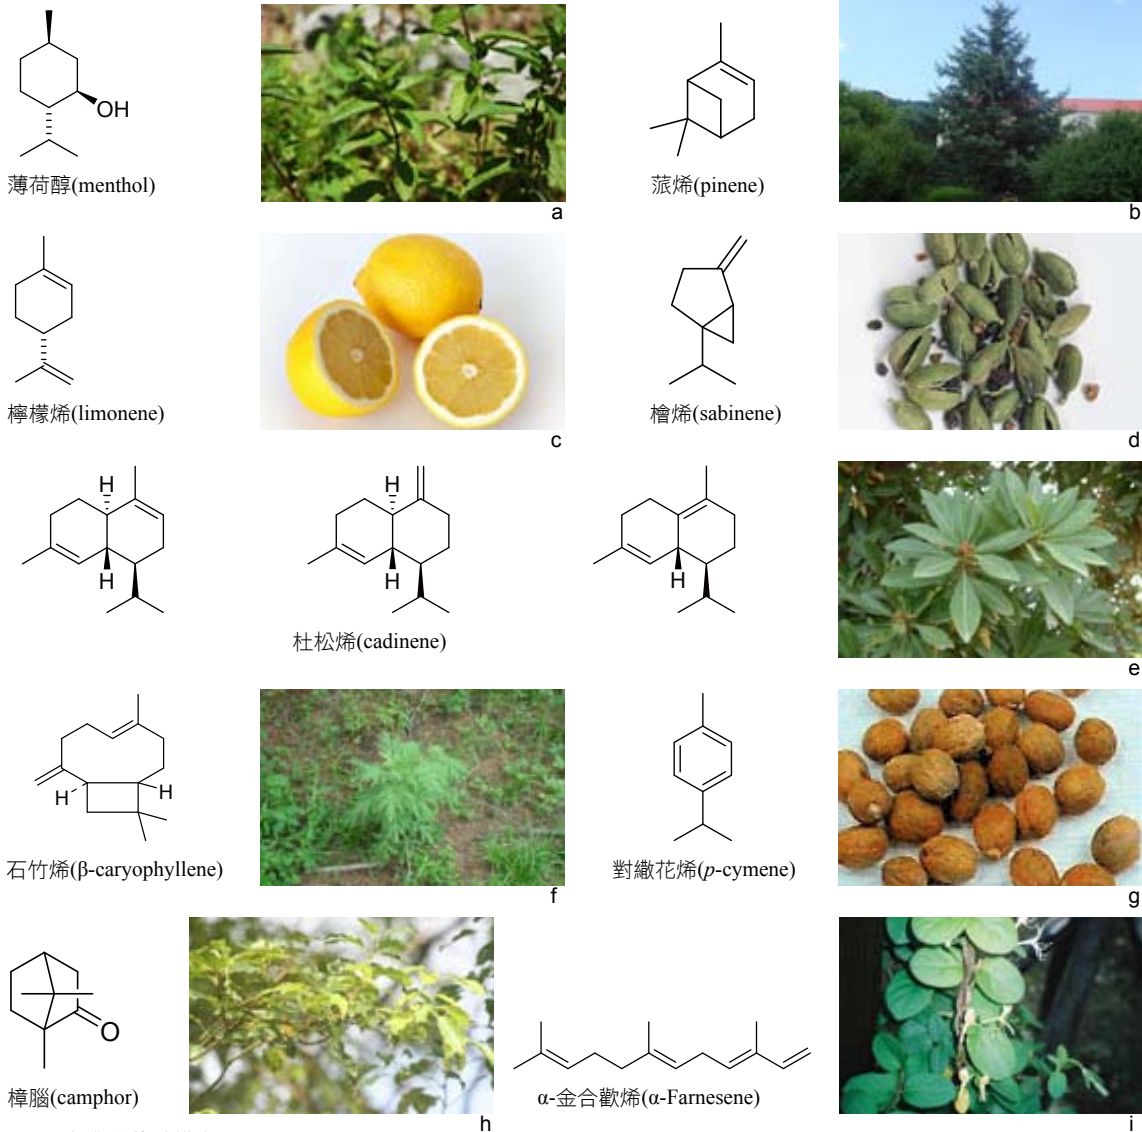 OH
薄荷醇(menthol)
a
蒎烯(pinene)
b
檸檬烯(limonene)
c
檜烯(sabinene)
d
H
H
H
H
H
杜松烯(cadinene)
e
H
H
石竹烯(β-caryophyllene)
f
對繖花烯(p-cymene)
g
O
樟腦(camphor)
h
α-金合歡烯(α-Farnesene)
i